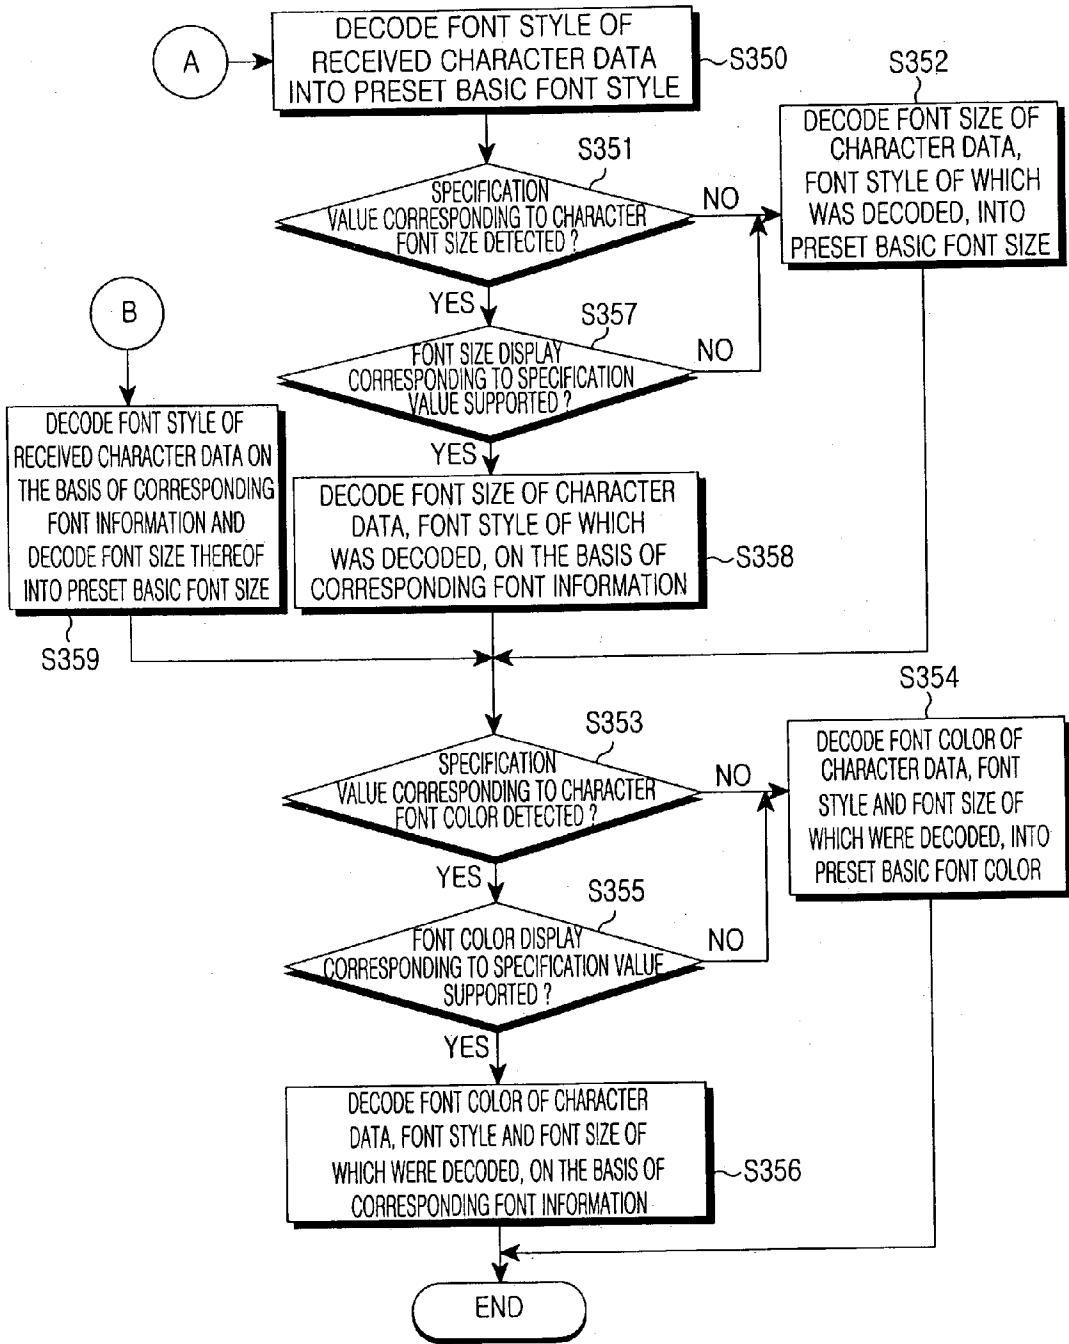 A
DECODE FONT STYLE OF
RECEIVED CHARACTER DATA
INTO PRESET BASIC FONT STYLE
S350
S352
DECODE FONT SIZE OF
CHARACTER DATA,
FONT STYLE OF WHICH
WAS DECODED, INTO
PRESET BASIC FONT SIZE
S351
SPECIFICATION
VALUE CORRESPONDING TO CHARACTER
FONT SIZE DETECTED ?
NO
YES
B
S357
FONT SIZE DISPLAY
CORRESPONDING TO SPECIFICATION
VALUE SUPPORTED ?
NO
YES
DECODE FONT STYLE OF
RECEIVED CHARACTER DATA ON
THE BASIS OF CORRESPONDING
FONT INFORMATION AND
DECODE FONT SIZE THEREOF
INTO PRESET BASIC FONT SIZE
S359
DECODE FONT SIZE OF CHARACTER
DATA, FONT STYLE OF WHICH
WAS DECODED, ON THE BASIS OF
CORRESPONDING FONT INFORMATION
S358
S354
DECODE FONT COLOR OF
CHARACTER DATA, FONT
STYLE AND FONT SIZE OF
WHICH WERE DECODED, INTO
PRESET BASIC FONT COLOR
S353
SPECIFICATION
VALUE CORRESPONDING TO CHARACTER
FONT COLOR DETECTED ?
NO
YES
S355
FONT COLOR DISPLAY
CORRESPONDING TO SPECIFICATION VALUE
SUPPORTED ?
NO
YES
DECODE FONT COLOR OF CHARACTER
DATA, FONT STYLE AND FONT SIZE OF
WHICH WERE DECODED, ON THE BASIS OF
CORRESPONDING FONT INFORMATION
S356
END